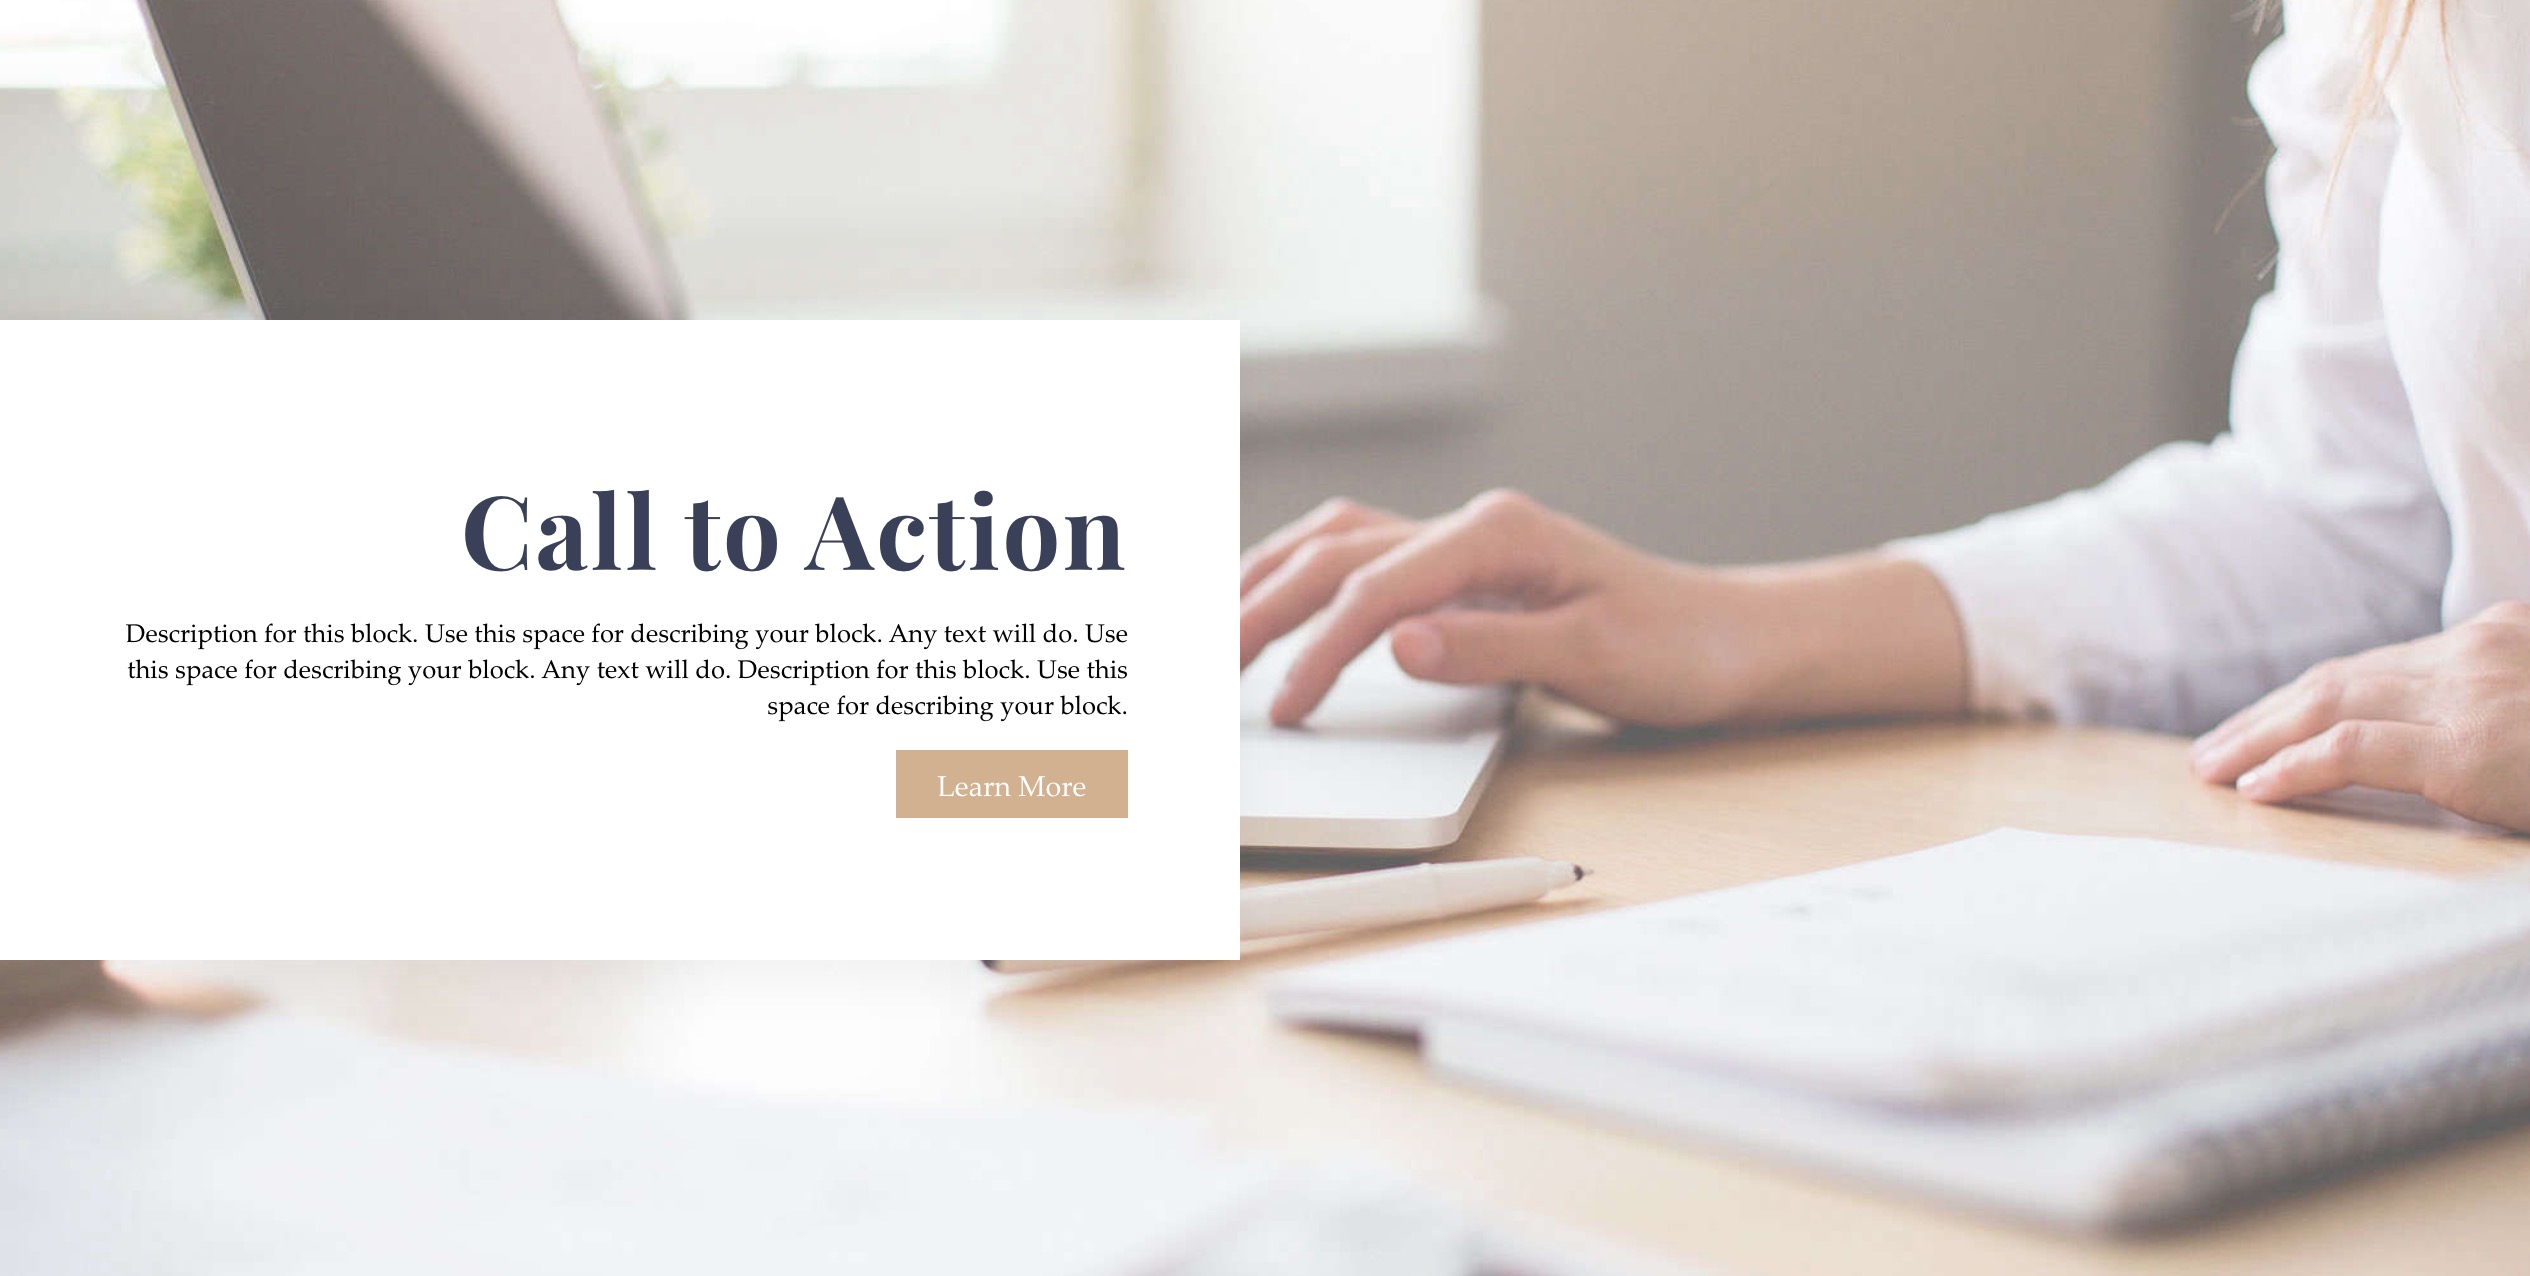 Call to Action
Description for this block. Use this space for describing your block. Any text will do. Use
this space for describing your block. Any text will do. Description for this block. Use this
space for describing your block.
Learn More